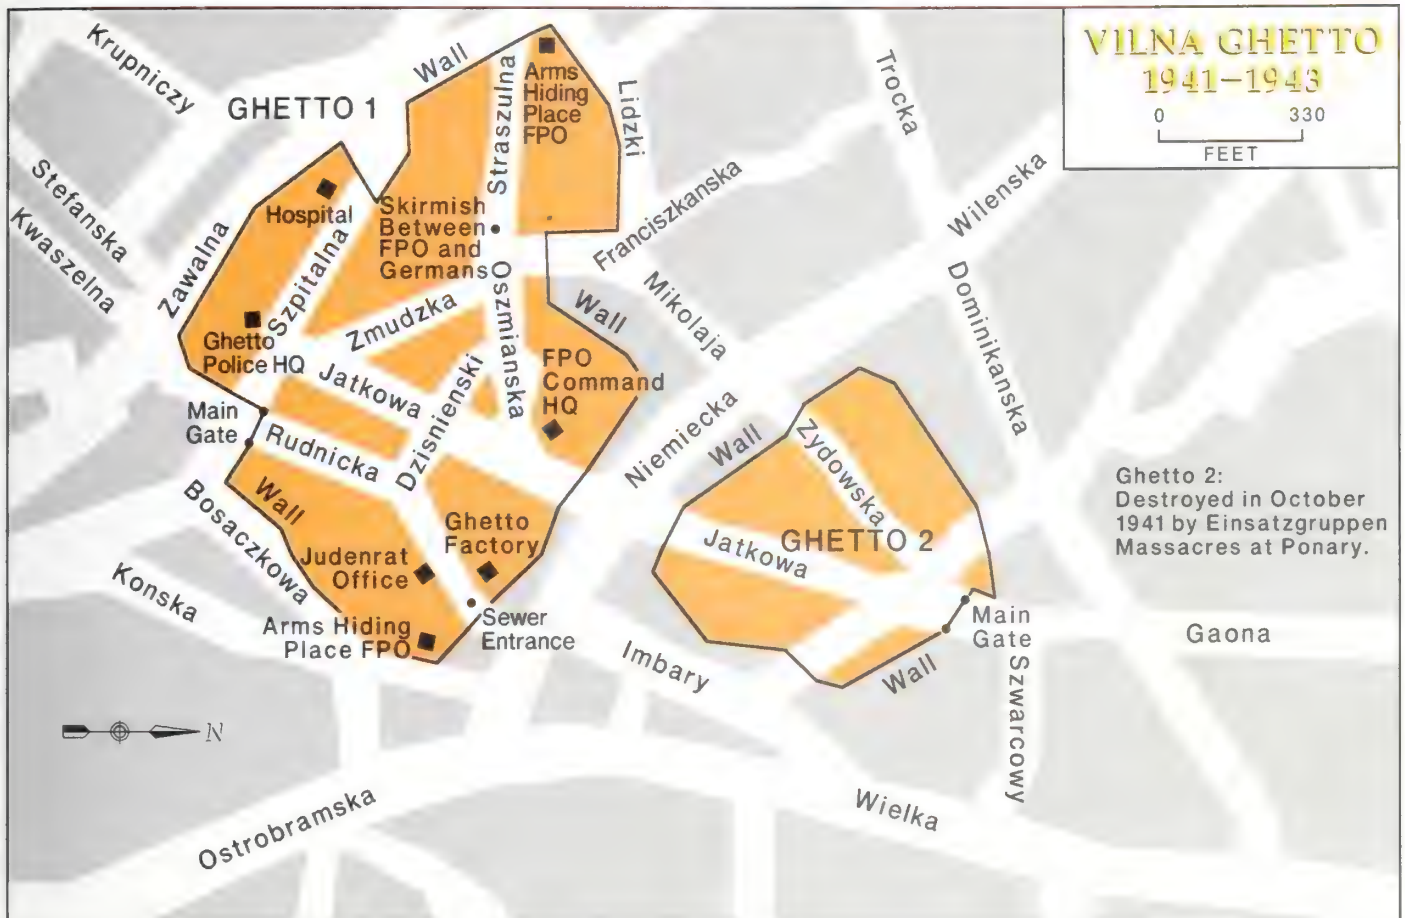 VILNA GHETTO
1941–1943
0 330
FEET
Krupniczy
Wall
GHETTO 1
Straszulna
Arms
Hiding
Place
FPO
Lidzki
Trocka
Stefanska
Kwaszelna
Zawalna
Hospital
Szpitalna
Skirmish
Between
FPO and
Germans
Franciszkanska
Wilenska
Mikolaja
Dominikanska
Zmudzka
Oszmianska
Wall
Ghetto
Police HQ
Jatkowa
Dzisnienski
FPO
Command
HQ
Main
Gate
Rudnicka
Niemiecka
Wall
Zydowska
Wall
Bosaczkowa
Ghetto
Factory
Judenrat
Office
GHETTO 2
Jatkowa
Ghetto 2:
Destroyed in October
1941 by Einsatzgruppen
Massacres at Ponary.
Konska
Arms Hiding
Place FPO
Sewer
Entrance
Imbary
Main
Gate
Wall
Gaona
Szwarcowy
N
Ostrobramska
Wielka